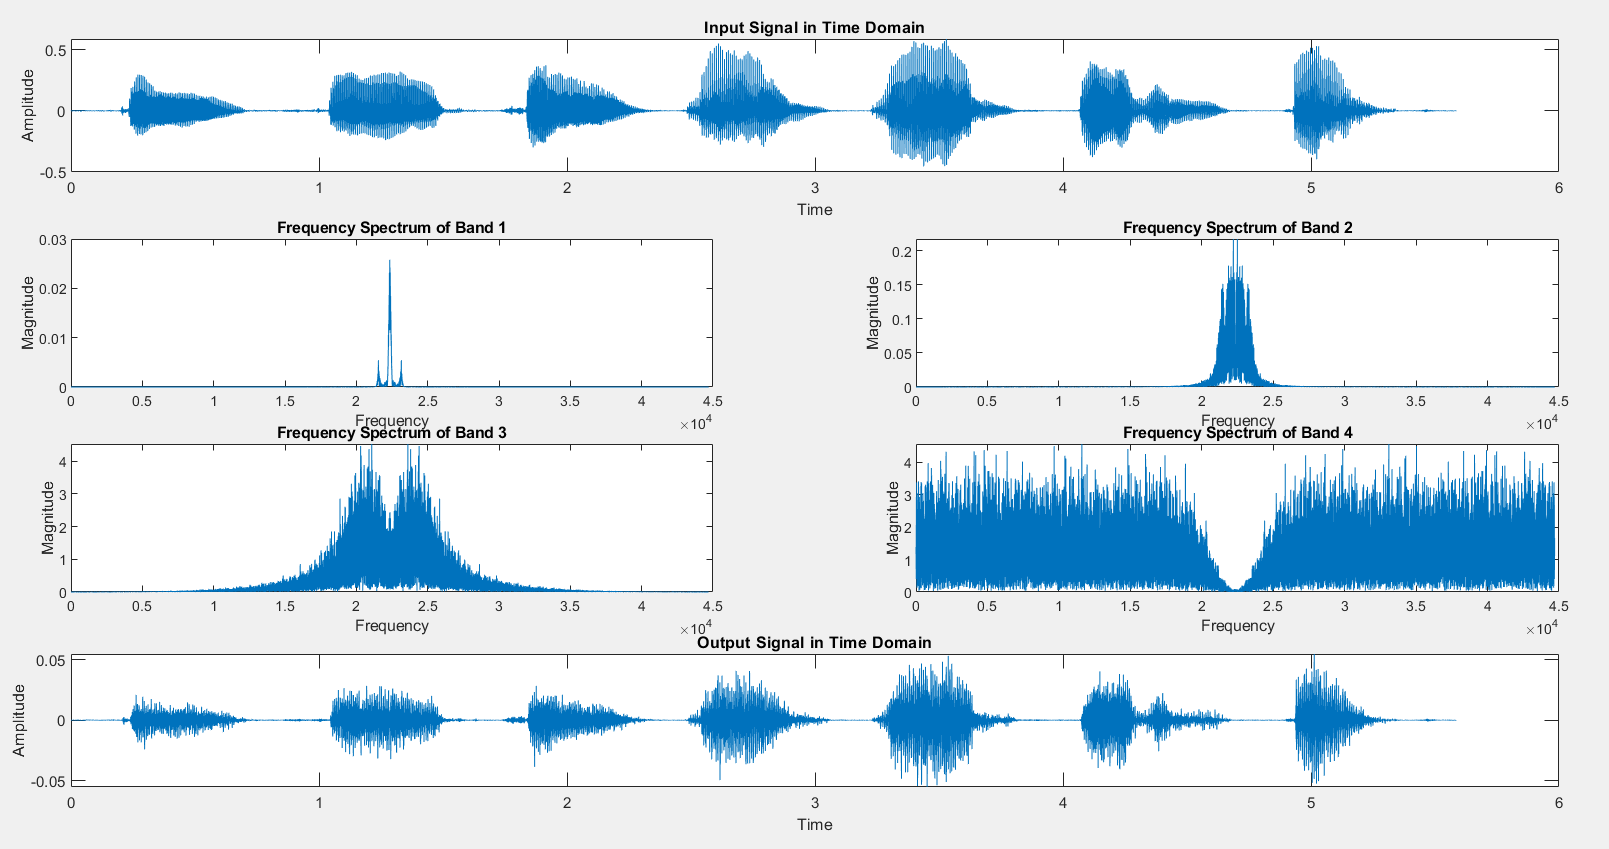 Input Signal in Time Domain
0.5
0
-0.5
Amplitude
0 1 2 3 4 5 6
Time
Frequency Spectrum of Band 1
0.03
0.02
0.01
0
Magnitude
0 0.5 1 1.5 2 2.5 3 3.5 4 4.5
Frequency
×10⁴
Frequency Spectrum of Band 2
0.2
0.15
0.1
0.05
0
Magnitude
0 0.5 1 1.5 2 2.5 3 3.5 4 4.5
Frequency
×10⁴
Frequency Spectrum of Band 3
4
3
2
1
0
Magnitude
0 0.5 1 1.5 2 2.5 3 3.5 4 4.5
Frequency
×10⁴
Frequency Spectrum of Band 4
4
3
2
1
0
Magnitude
0 0.5 1 1.5 2 2.5 3 3.5 4 4.5
Frequency
×10⁴
Output Signal in Time Domain
0.05
0
-0.05
Amplitude
0 1 2 3 4 5 6
Time